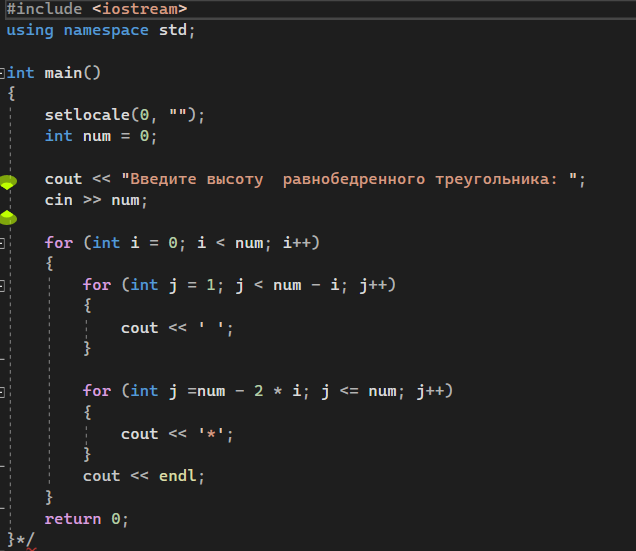 #include <iostream>
using namespace std;
int main()
{
setlocale(0, "");
int num = 0;
cout << "Введите высоту  равнобедренного треугольника: ";
cin >> num;
for (int i = 0; i < num; i++)
{
for (int j = 1; j < num - i; j++)
{
cout << ' ';
}
for (int j =num - 2 * i; j <= num; j++)
{
cout << '*';
}
cout << endl;
}
return 0;
}*/